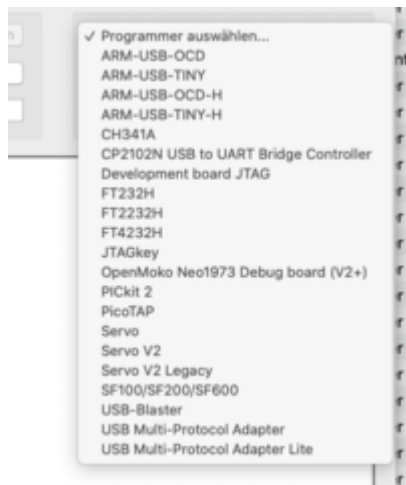 ✓ Programmer auswählen...
ARM-USB-OCD
ARM-USB-TINY
ARM-USB-OCD-H
ARM-USB-TINY-H
CH341A
CP2102N USB to UART Bridge Controller
Development board JTAG
FT232H
FT2232H
FT4232H
JTAGkey
OpenMoko Neo1973 Debug board (V2+)
PICkit 2
PicoTAP
Servo
Servo V2
Servo V2 Legacy
SF100/SF200/SF600
USB-Blaster
USB Multi-Protocol Adapter
USB Multi-Protocol Adapter Lite